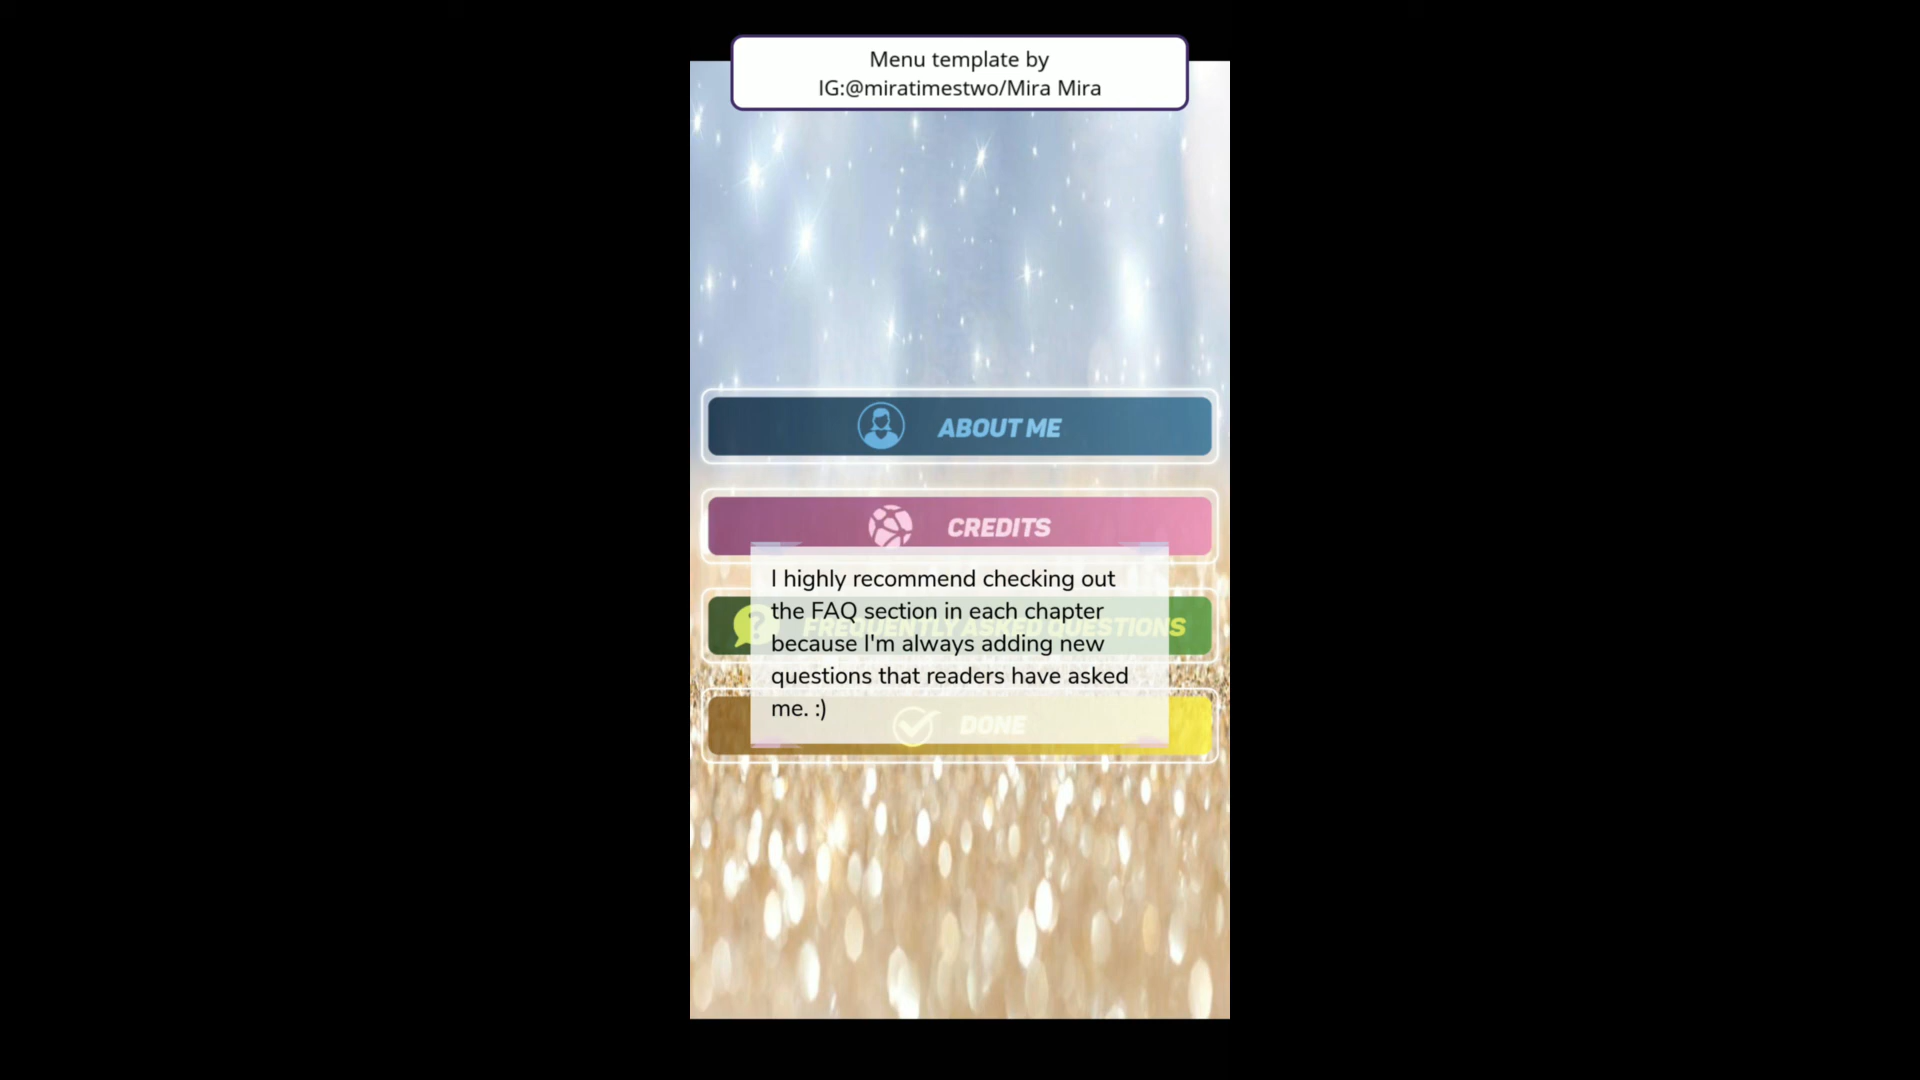 Menu template by
IG:@miratimestwo/Mira Mira
ABOUT ME
CREDITS
I highly recommend checking out
the FAQ section in each chapter
because I'm always adding new
questions that readers have asked
me. :)
FREQUENTLY ASKED QUESTIONS
DONE